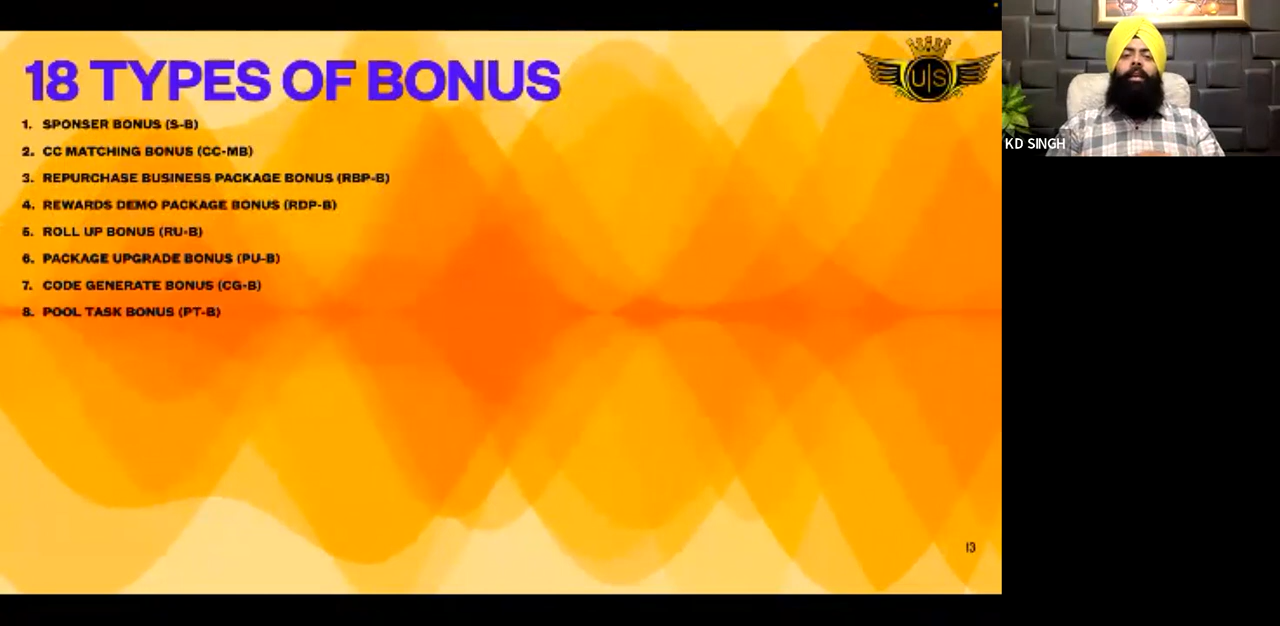 18 TYPES OF BONUS
1. SPONSER BONUS (S-B)
2. CC MATCHING BONUS (CC-MB)
3. REPURCHASE BUSINESS PACKAGE BONUS (RBP-B)
4. REWARDS DEMO PACKAGE BONUS (RDP-B)
5. ROLL UP BONUS (RU-B)
6. PACKAGE UPGRADE BONUS (PU-B)
7. CODE GENERATE BONUS (CG-B)
8. POOL TASK BONUS (PT-B)
13
U|S
KD SINGH